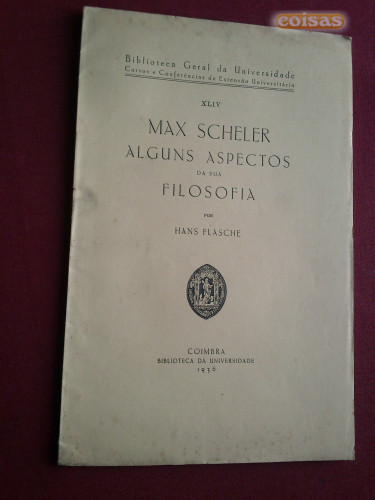 coisas
Biblioteca Geral da Universidade
Cursos e Conferências de Extensão Universitária
XLIV
MAX SCHELER
ALGUNS ASPECTOS
DA SUA
FILOSOFIA
POR
HANS FLASCHE
COIMBRA
BIBLIOTECA DA UNIVERSIDADE
1936